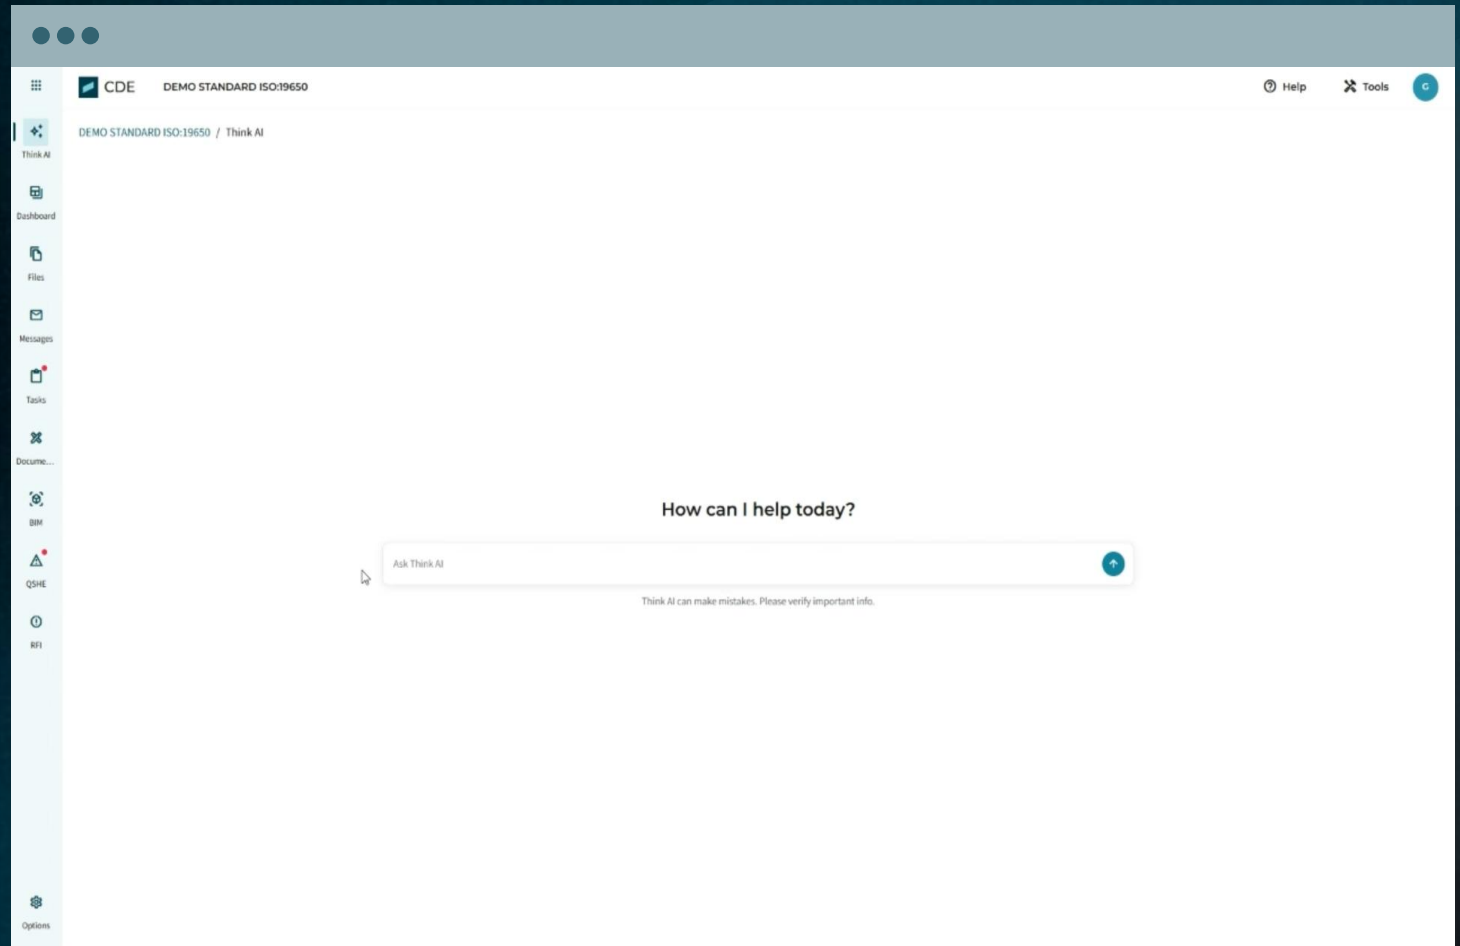 CDE
DEMO STANDARD ISO:19650
Help
Tools
G
DEMO STANDARD ISO:19650 / Think AI
Think AI
Dashboard
Files
Messages
Tasks
Docume...
BIM
QSHE
RFI
Options
How can I help today?
Ask Think AI
Think AI can make mistakes. Please verify important info.